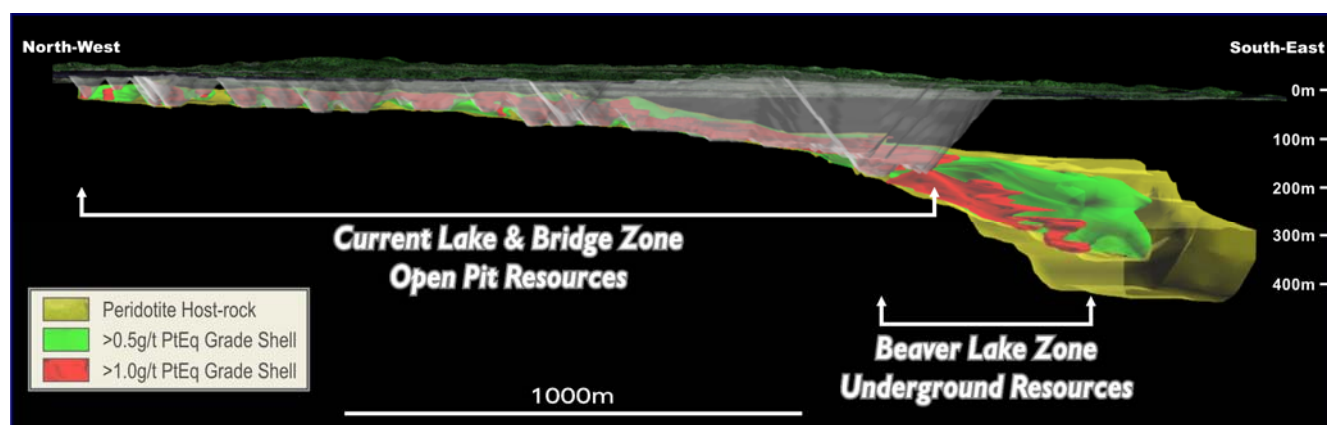 North-West
South-East
0m
100m
200m
300m
400m
Current Lake & Bridge Zone
Open Pit Resources
Beaver Lake Zone
Underground Resources
Peridotite Host-rock
>0.5g/t PtEq Grade Shell
>1.0g/t PtEq Grade Shell
1000m